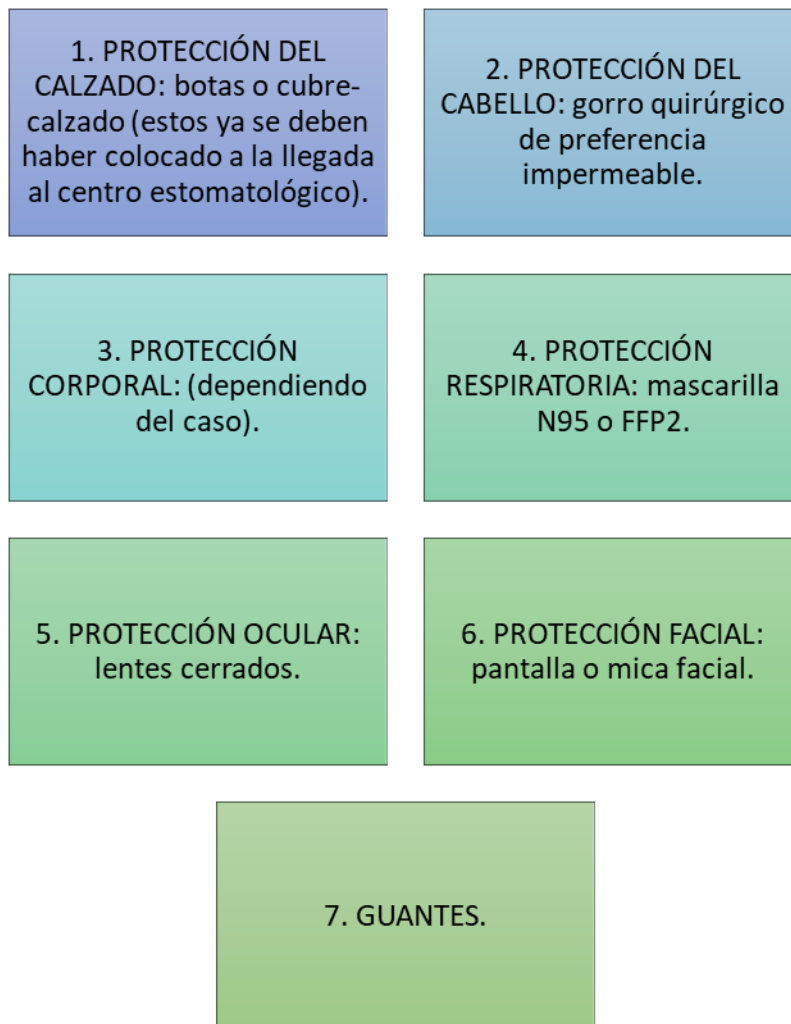 1. PROTECCIÓN DEL
CALZADO: botas o cubre-
calzado (estos ya se deben
haber colocado a la llegada
al centro estomatológico).
2. PROTECCIÓN DEL
CABELLO: gorro quirúrgico
de preferencia
impermeable.
3. PROTECCIÓN
CORPORAL: (dependiendo
del caso).
4. PROTECCIÓN
RESPIRATORIA: mascarilla
N95 o FFP2.
5. PROTECCIÓN OCULAR:
lentes cerrados.
6. PROTECCIÓN FACIAL:
pantalla o mica facial.
7. GUANTES.